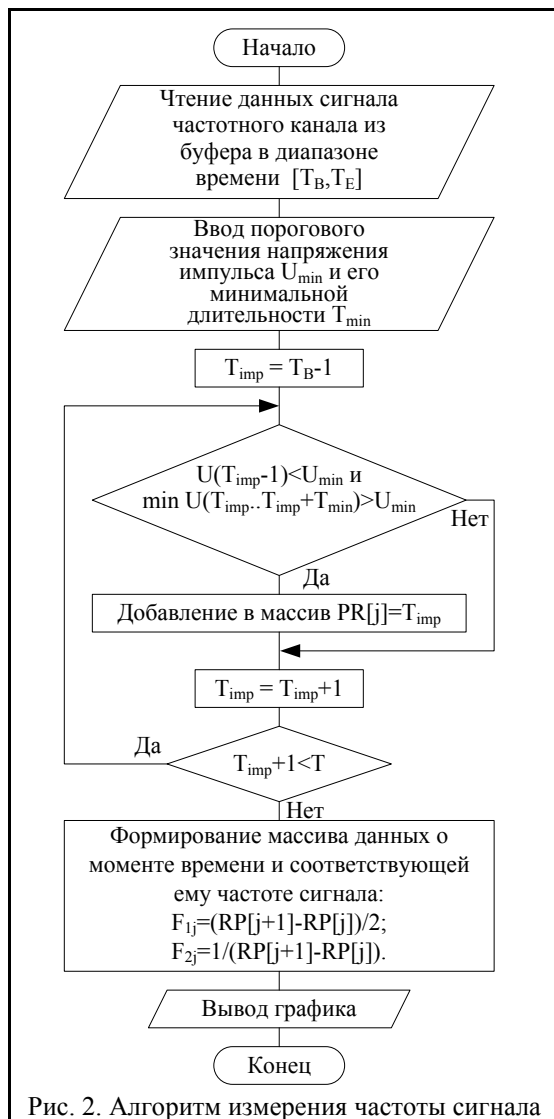 Начало
Чтение данных сигнала
частотного канала из
буфера в диапазоне
времени [T_B,T_E]
Ввод порогового
значения напряжения
импульса U_min и его
минимальной
длительности T_min
T_imp = T_B-1
U(T_imp-1)<U_min и
min U(T_imp..T_imp+T_min)>U_min
Нет
Да
Добавление в массив PR[j]=T_imp
T_imp = T_imp+1
Да
T_imp+1<T
Нет
Формирование массива данных о
моменте времени и соответствующей
ему частоте сигнала:
F_1j=(RP[j+1]-RP[j])/2;
F_2j=1/(RP[j+1]-RP[j]).
Вывод графика
Конец
Рис. 2. Алгоритм измерения частоты сигнала